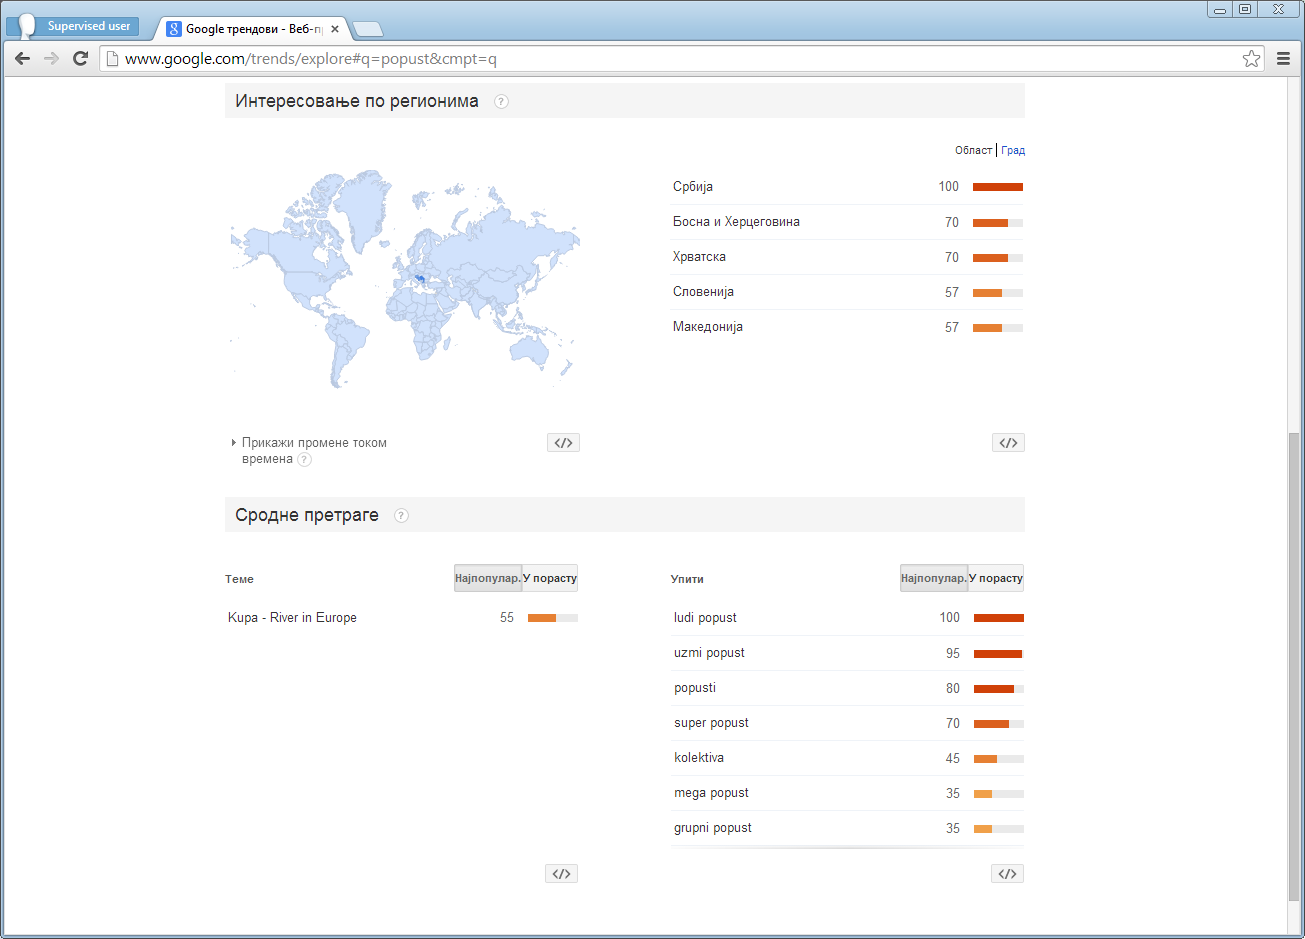 Supervised user
Google трендови - Веб-п
www.google.com/trends/explore#q=popust&cmpt=q
Интересовање по регионима ?
Област | Град
Србија 100
Босна и Херцеговина 70
Хрватска 70
Словенија 57
Македонија 57
Прикажи промене током
времена ?
</>
</>
Сродне претраге ?
Теме
Најпопулар. У порасту
Kupa - River in Europe 55
</>
Упити
Најпопулар. У порасту
ludi popust 100
uzmi popust 95
popusti 80
super popust 70
kolektiva 45
mega popust 35
grupni popust 35
</>